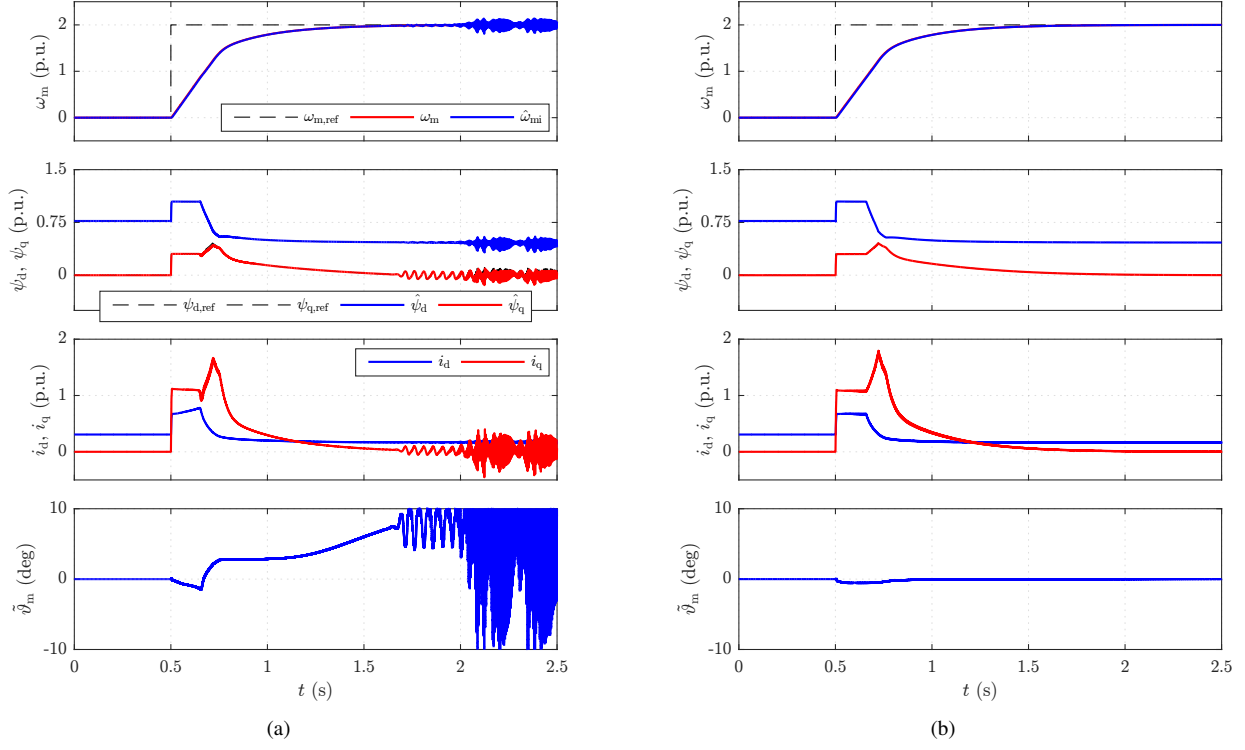 2
1
0
ω_m (p.u.)
ω_m,ref ω_m ω̂_mi
1.5
0.75
0
ψ_d, ψ_q (p.u.)
ψ_d,ref ψ_q,ref ψ̂_d ψ̂_q
2
1
0
i_d, i_q (p.u.)
i_d i_q
10
0
-10
ϑ̃_m (deg)
0 0.5 1 1.5 2 2.5
t (s)
(a)
2
1
0
ω_m (p.u.)
1.5
0.75
0
ψ_d, ψ_q (p.u.)
2
1
0
i_d, i_q (p.u.)
10
0
-10
ϑ̃_m (deg)
0 0.5 1 1.5 2 2.5
t (s)
(b)